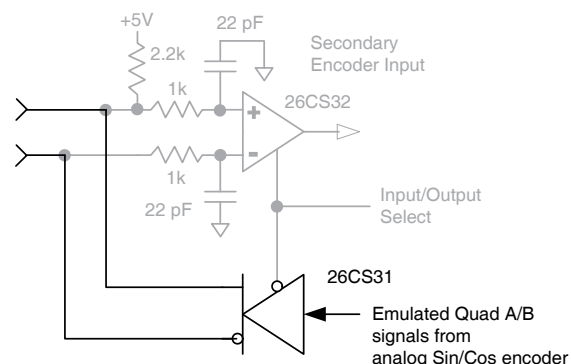 +5V
22 pF
2.2k
Secondary
Encoder Input
1k
26CS32
+
-
1k
22 pF
Input/Output
Select
26CS31
Emulated Quad A/B
signals from
analog Sin/Cos encoder